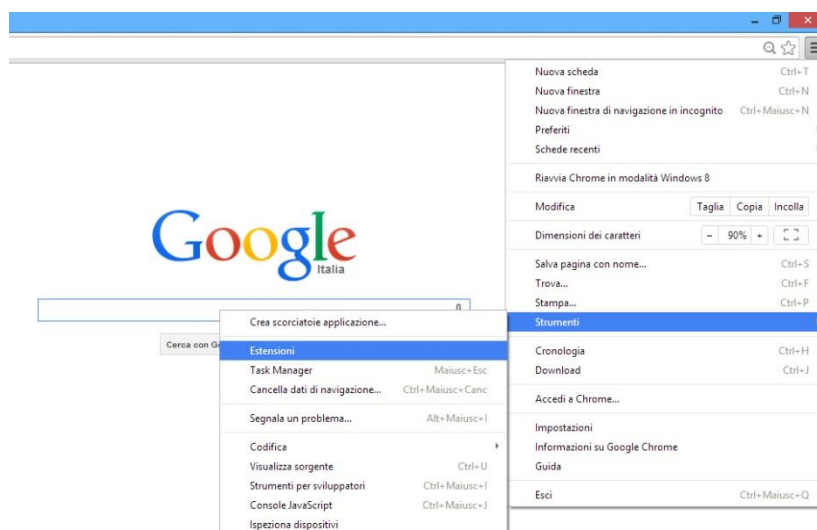 Nuova scheda Ctrl+T
Nuova finestra Ctrl+N
Nuova finestra di navigazione in incognito Ctrl+Maiusc+N
Preferiti
Schede recenti
Riavvia Chrome in modalità Windows 8
Modifica Taglia Copia Incolla
Dimensioni dei caratteri - 90% +
Salva pagina con nome... Ctrl+S
Trova... Ctrl+F
Stampa... Ctrl+P
Strumenti
Cronologia Ctrl+H
Download Ctrl+J
Accedi a Chrome...
Impostazioni
Informazioni su Google Chrome
Guida
Esci Ctrl+Maiusc+Q
Google
Italia
Cerca con G
Crea scorciatoie applicazione...
Estensioni
Task Manager Maiusc+Esc
Cancella dati di navigazione... Ctrl+Maiusc+Canc
Segnala un problema... Alt+Maiusc+I
Codifica
Visualizza sorgente Ctrl+U
Strumenti per sviluppatori Ctrl+Maiusc+I
Console JavaScript Ctrl+Maiusc+J
Ispeziona dispositivi